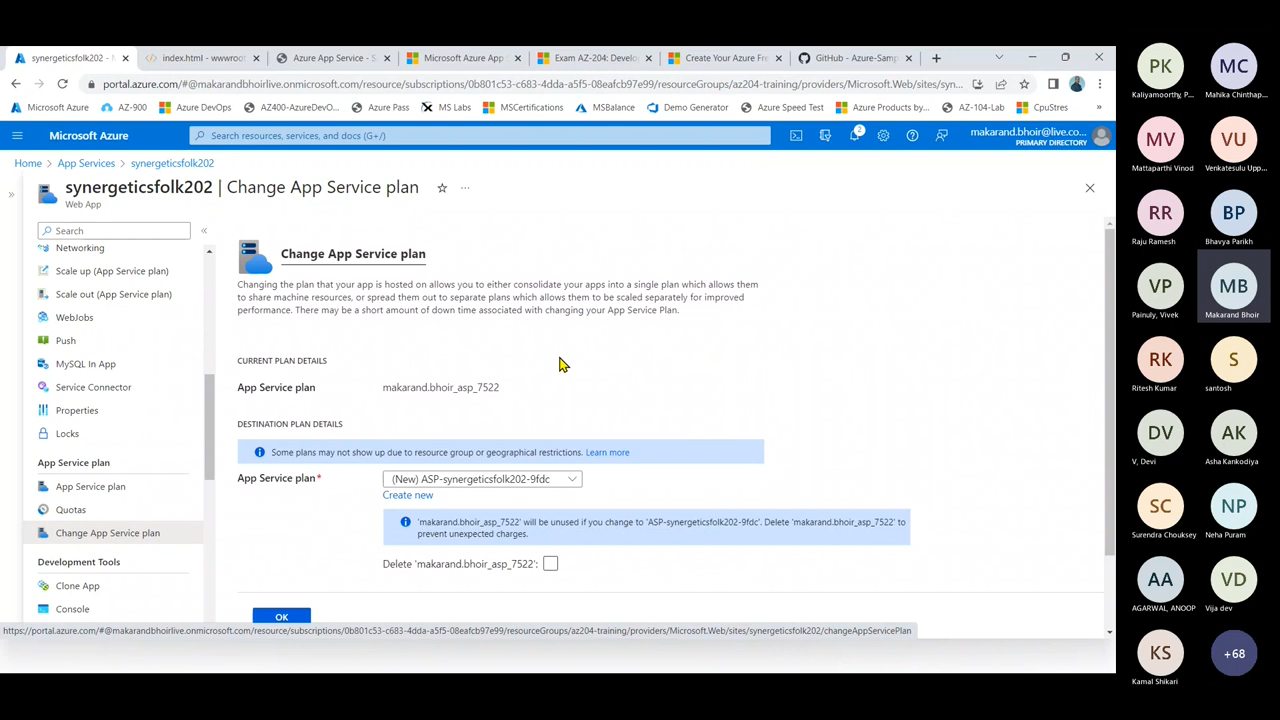 synergeticsfolk202 - M
index.html - wwwroo
Azure App Service - S
Microsoft Azure App S
Exam AZ-204: Develo
Create Your Azure Fre
GitHub - Azure-Samp
portal.azure.com/#@makarandbhoirlive.onmicrosoft.com/resource/subscriptions/0b801c53-c683-4dda-a5f5-08eafcb97e99/resourceGroups/az204-training/providers/Microsoft.Web/sites/syn...
Microsoft Azure
AZ-900
Azure DevOps
AZ400-AzureDevO...
Azure Pass
MS Labs
MSCertifications
MSBalance
Demo Generator
Azure Speed Test
Azure Products by...
AZ-104-Lab
CpuStres
»
Microsoft Azure
Search resources, services, and docs (G+/)
2
makarand.bhoir@live.co...
PRIMARY DIRECTORY
Home > App Services > synergeticsfolk202
synergeticsfolk202 | Change App Service plan
Web App
Search
Networking
Scale up (App Service plan)
Scale out (App Service plan)
WebJobs
Push
MySQL In App
Service Connector
Properties
Locks
App Service plan
App Service plan
Quotas
Change App Service plan
Development Tools
Clone App
Console
Change App Service plan
Changing the plan that your app is hosted on allows you to either consolidate your apps into a single plan which allows them
to share machine resources, or spread them out to separate plans which allows them to be scaled separately for improved
performance. There may be a short amount of down time associated with changing your App Service Plan.
CURRENT PLAN DETAILS
App Service plan makarand.bhoir_asp_7522
DESTINATION PLAN DETAILS
Some plans may not show up due to resource group or geographical restrictions. Learn more
App Service plan* (New) ASP-synergeticsfolk202-9fdc
Create new
'makarand.bhoir_asp_7522' will be unused if you change to 'ASP-synergeticsfolk202-9fdc'. Delete 'makarand.bhoir_asp_7522' to
prevent unexpected charges.
Delete 'makarand.bhoir_asp_7522':
OK
https://portal.azure.com/#@makarandbhoirlive.onmicrosoft.com/resource/subscriptions/0b801c53-c683-4dda-a5f5-08eafcb97e99/resourceGroups/az204-training/providers/Microsoft.Web/sites/synergeticsfolk202/changeAppServicePlan
PK
Kaliyamoorthy, P...
MC
Mahika Chinthap...
MV
Mattaparthi Vinod
VU
Venkatesulu Upp...
RR
Raju Ramesh
BP
Bhavya Parikh
VP
Painuly, Vivek
MB
Makarand Bhoir
RK
Ritesh Kumar
S
santosh
DV
V, Devi
AK
Asha Kankodiya
SC
Surendra Chouksey
NP
Neha Puram
AA
AGARWAL, ANOOP
VD
Vija dev
KS
Kamal Shikari
+68